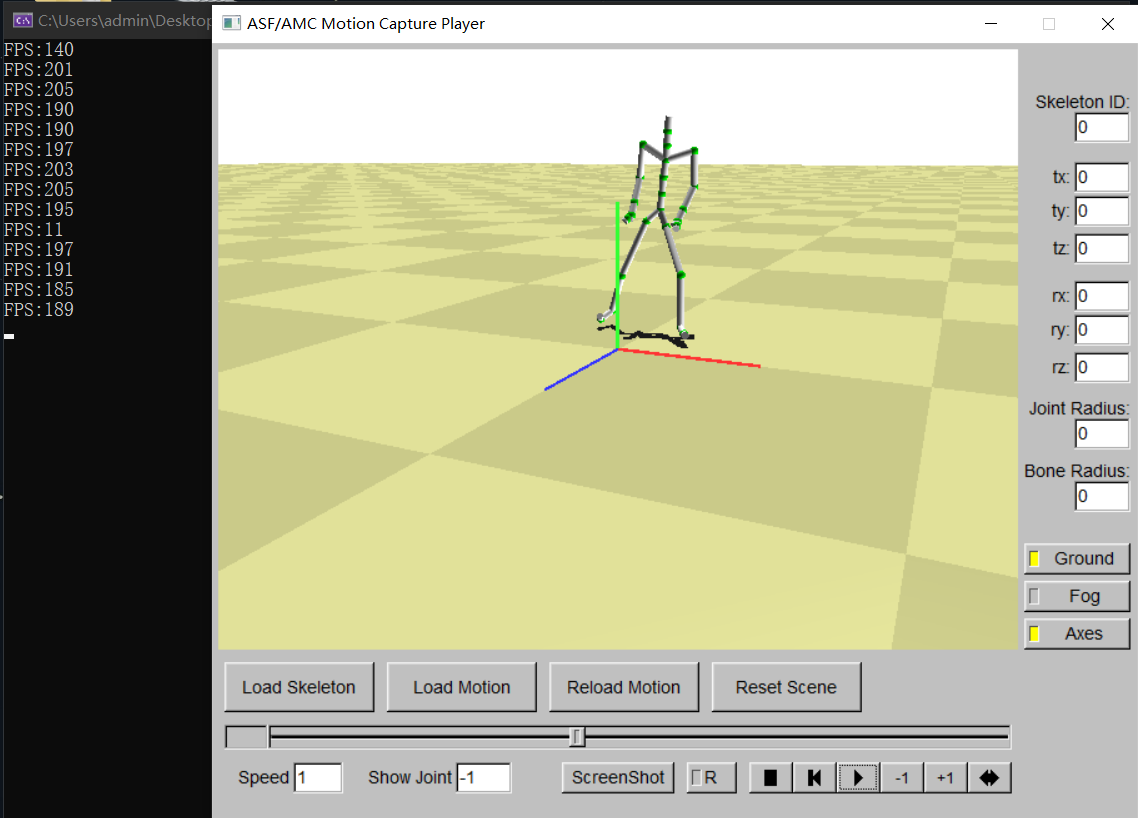 C:\Users\admin\Desktop
FPS:140
FPS:201
FPS:205
FPS:190
FPS:190
FPS:197
FPS:203
FPS:205
FPS:195
FPS:11
FPS:197
FPS:191
FPS:185
FPS:189
ASF/AMC Motion Capture Player
Skeleton ID:
0
tx: 0
ty: 0
tz: 0
rx: 0
ry: 0
rz: 0
Joint Radius:
0
Bone Radius:
0
Ground
Fog
Axes
Load Skeleton Load Motion Reload Motion Reset Scene
Speed 1 Show Joint -1 ScreenShot R -1 +1